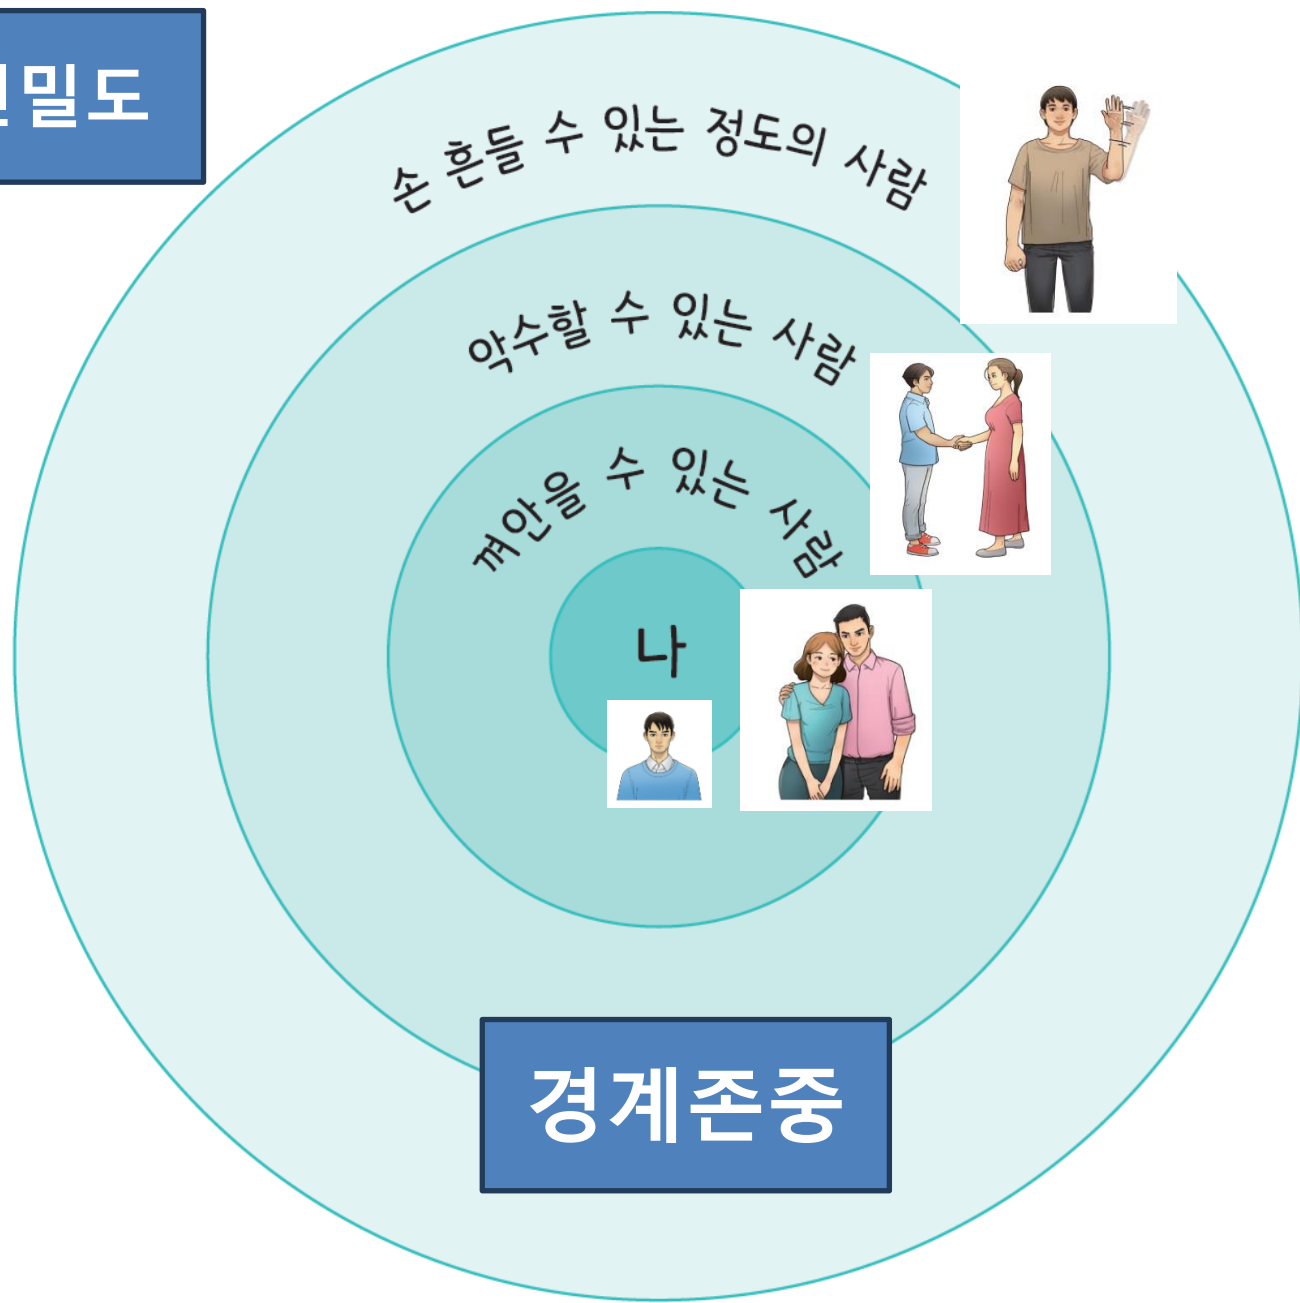 밀도
손 흔들 수 있는 정도의 사람
악수할 수 있는 사람
껴안을 수 있는 사람
나
경계존중